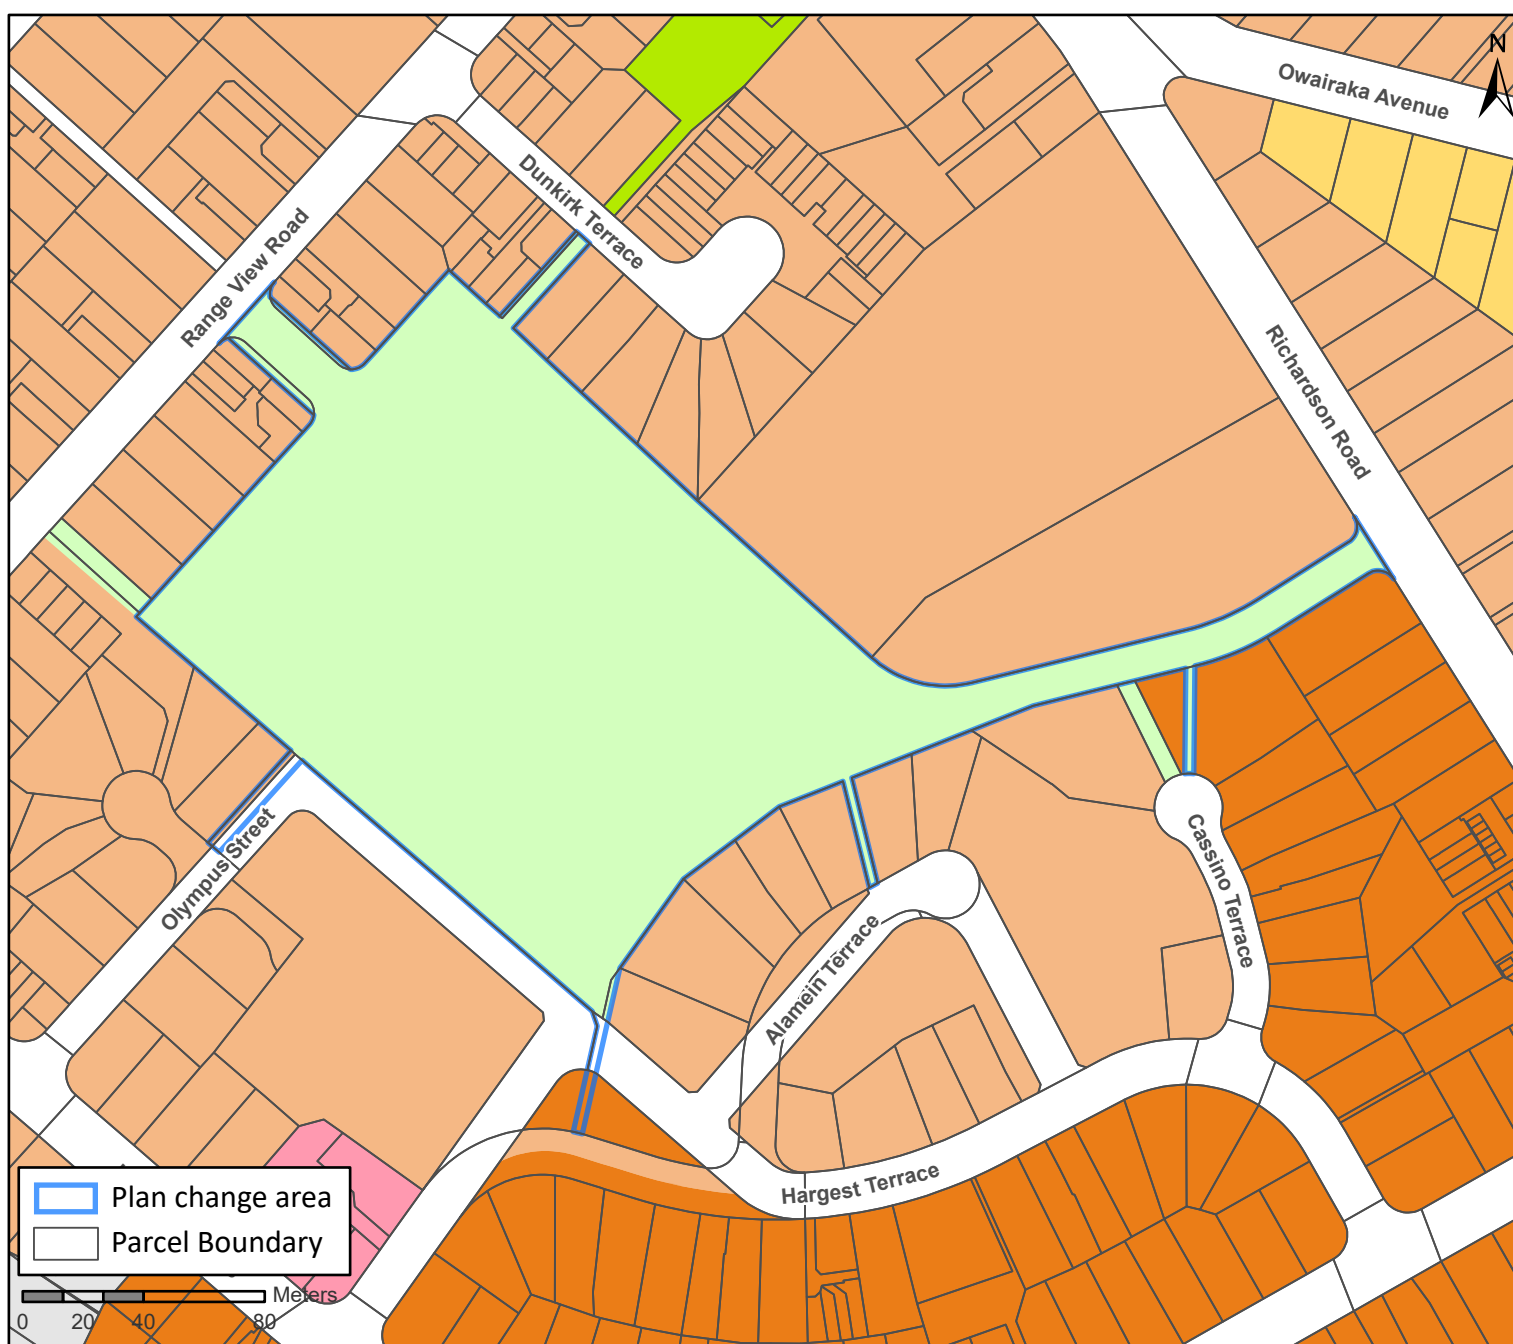 N
Owairaka Avenue
Dunkirk Terrace
Range View Road
Richardson Road
Olympus Street
Cassino Terrace
Alamein Terrace
Hargest Terrace
Plan change area
Parcel Boundary
Meters
0 20 40 80